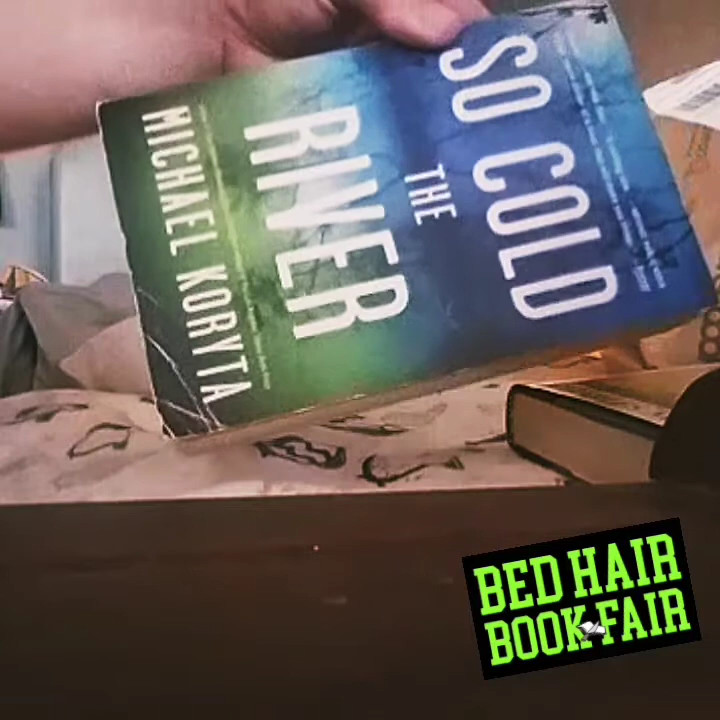 SO COLD
THE
RIVER
MICHAEL KORYTA
BED HAIR
BOOK FAIR